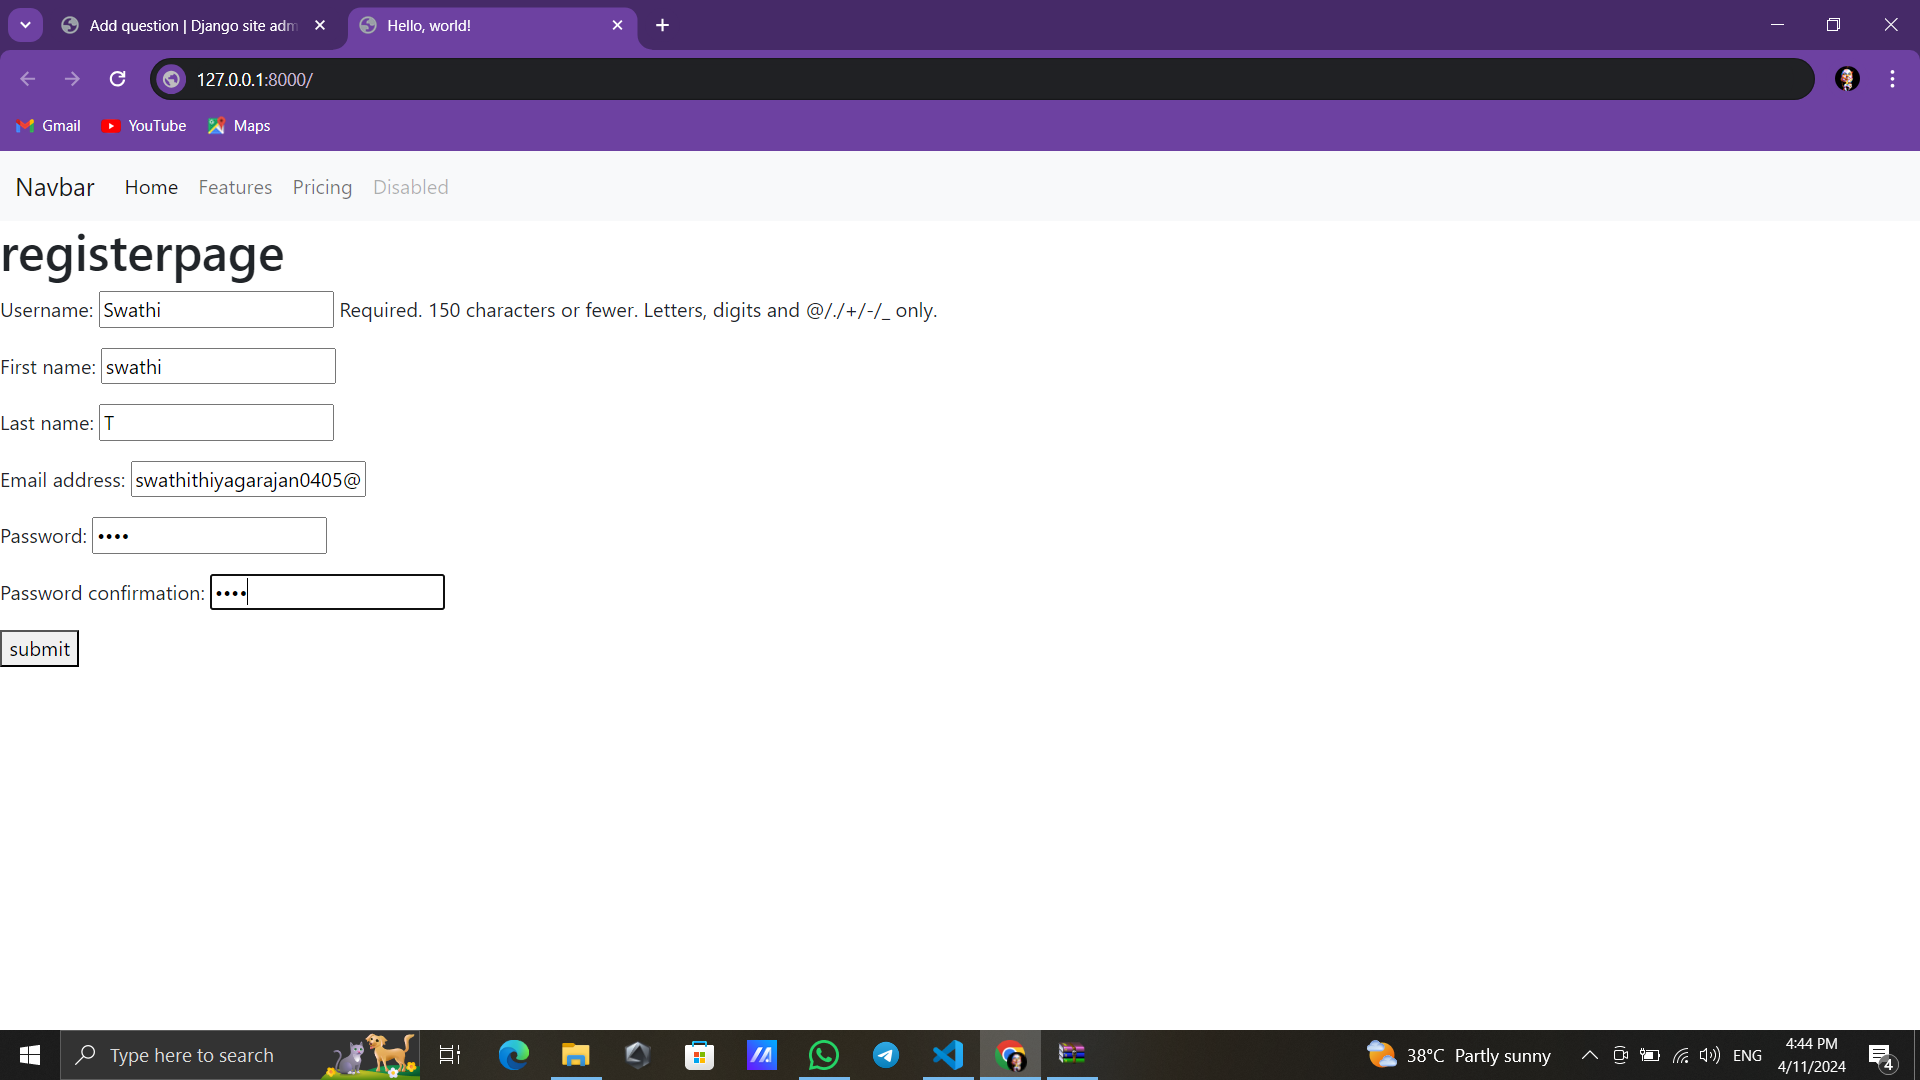 Add question | Django site adm
Hello, world!
127.0.0.1:8000/
Gmail YouTube Maps
Navbar Home Features Pricing Disabled
registerpage
Username: Swathi Required. 150 characters or fewer. Letters, digits and @/./+/-/_ only.
First name: swathi
Last name: T
Email address: swathithiyagarajan0405@
Password: ••••
Password confirmation: ••••
submit
Type here to search
38°C Partly sunny
ENG
4:44 PM
4/11/2024
4